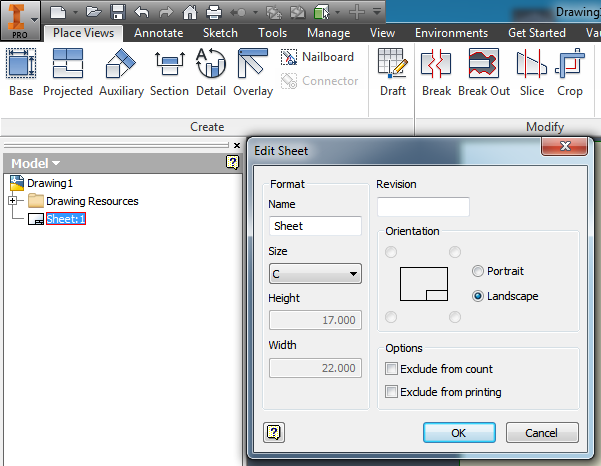 Drawing1
PRO
Place Views Annotate Sketch Tools Manage View Environments Get Started Vau
Base Projected Auxiliary Section Detail Overlay Nailboard Connector Draft Break Break Out Slice Crop
Create Modify
Model
Drawing1
Drawing Resources
Sheet:1
Edit Sheet
Format
Name
Sheet
Size
C
Height
17.000
Width
22.000
Revision
Orientation
Portrait
Landscape
Options
Exclude from count
Exclude from printing
OK Cancel